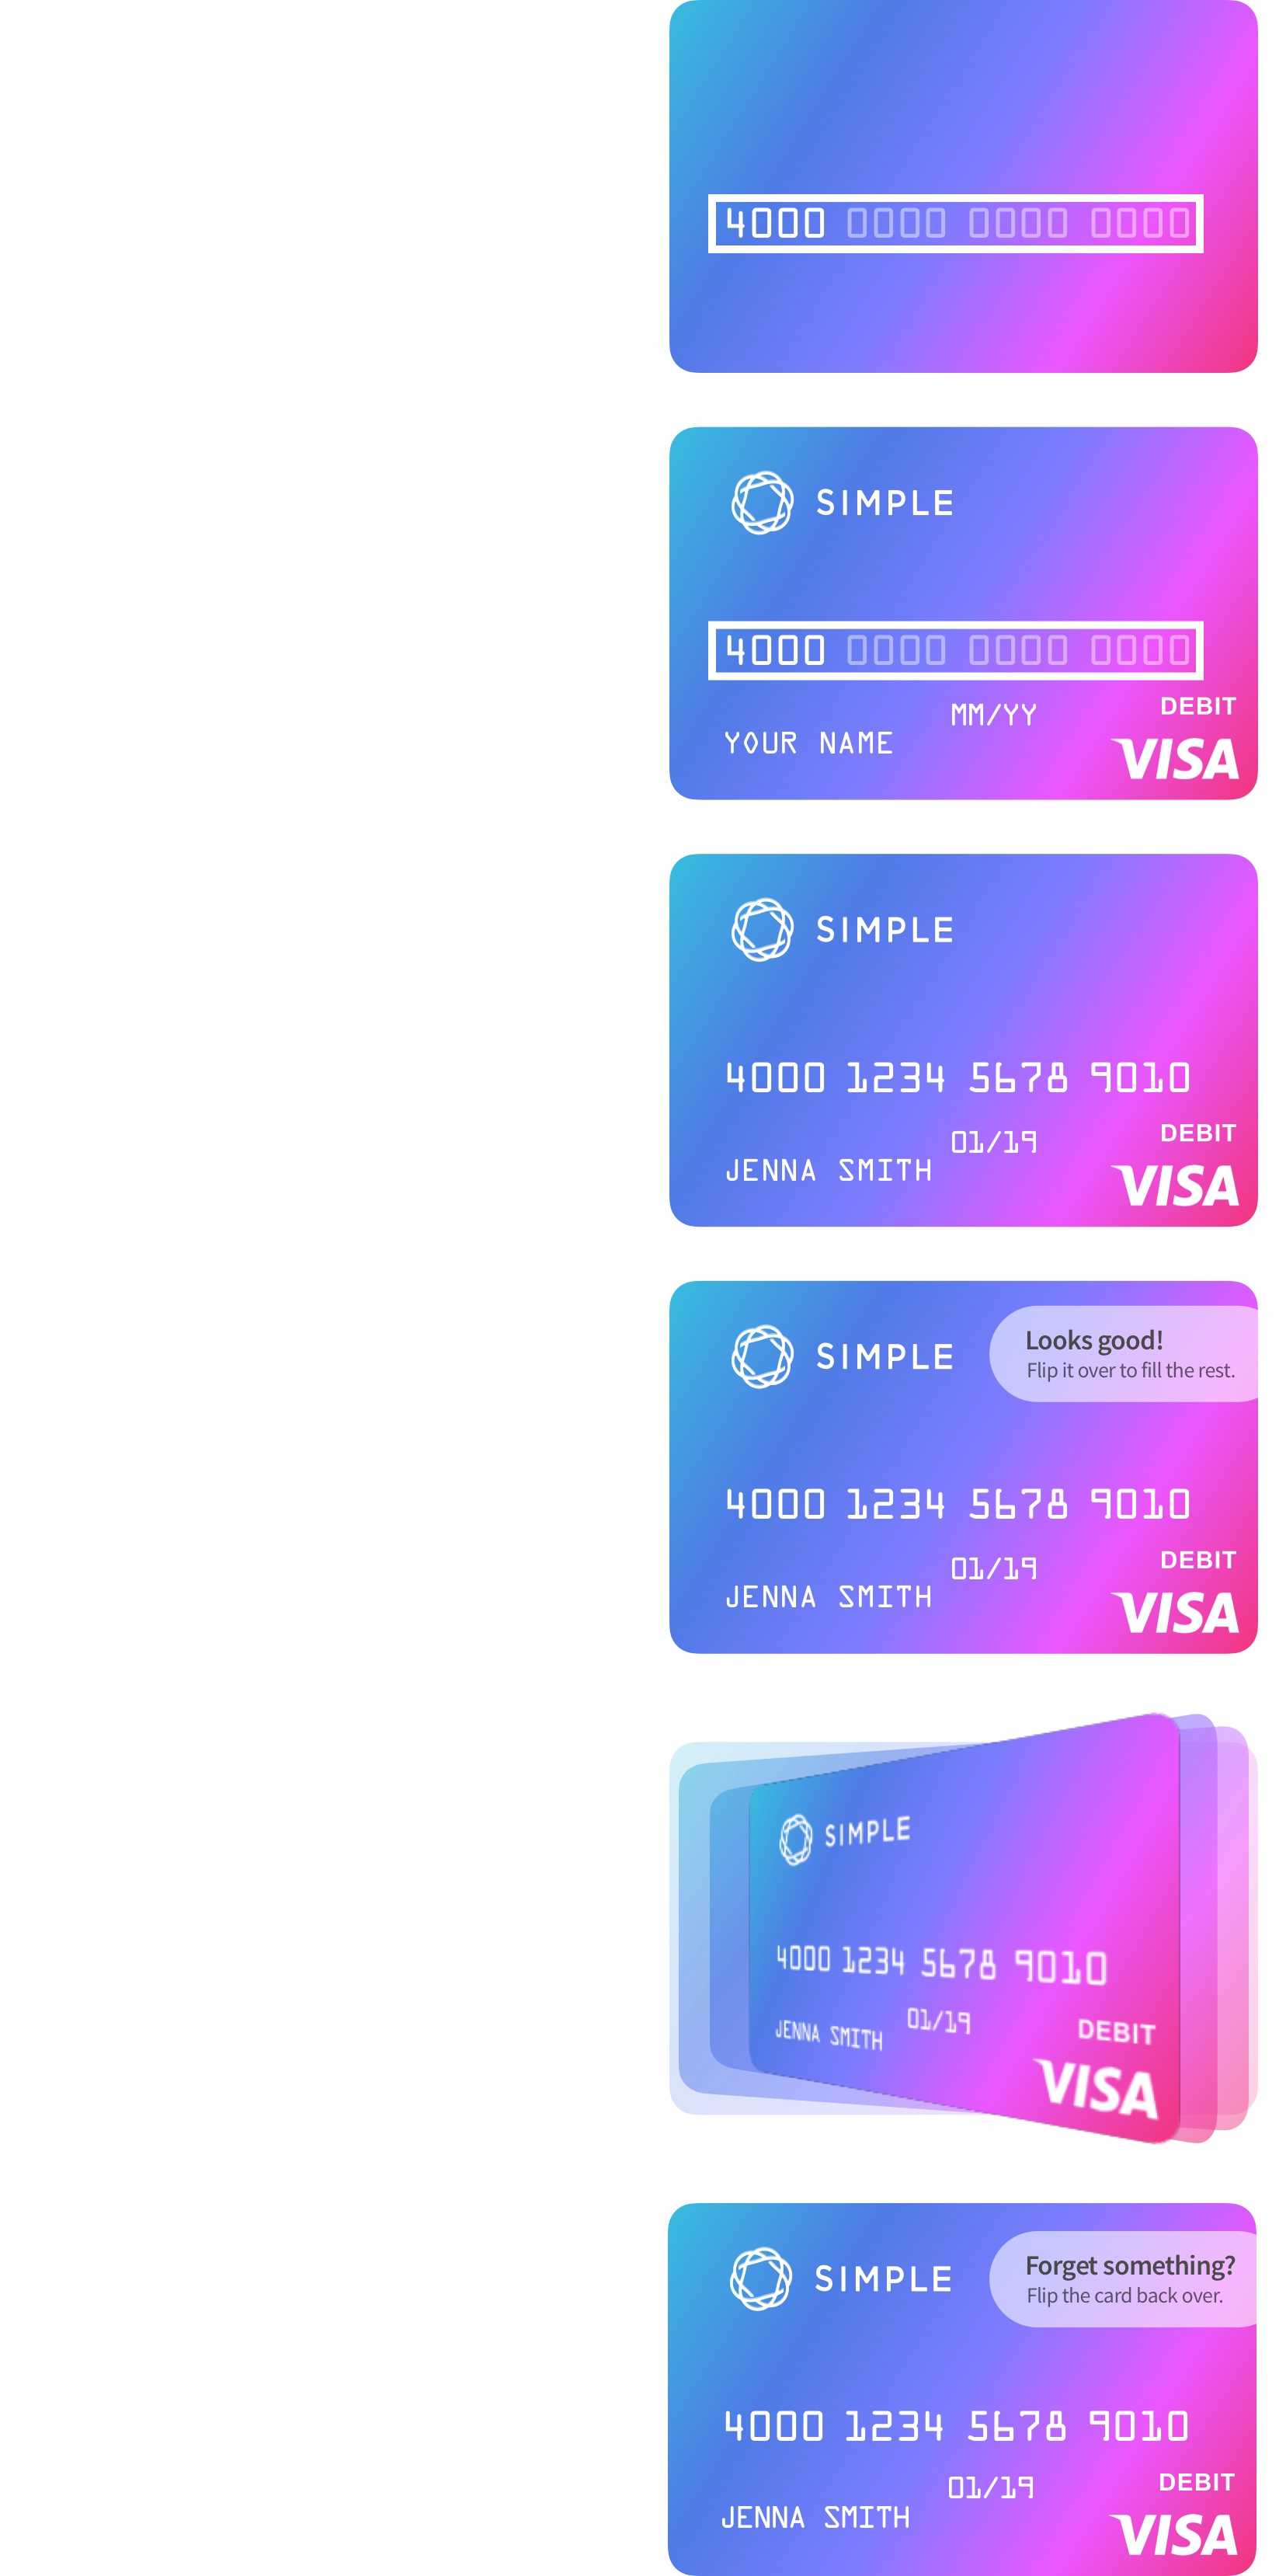 4000 0000 0000 0000
SIMPLE
4000 0000 0000 0000
MM/YY
DEBIT
YOUR NAME
VISA
SIMPLE
4000 1234 5678 9010
01/19
DEBIT
JENNA SMITH
VISA
Looks good!
SIMPLE
Flip it over to fill the rest.
4000 1234 5678 9010
01/19
DEBIT
JENNA SMITH
VISA
SIMPLE
4000 1234 5678 9010
01/19
DEBIT
JENNA SMITH
VISA
Forget something?
SIMPLE
Flip the card back over.
4000 1234 5678 9010
01/19
DEBIT
JENNA SMITH
VISA